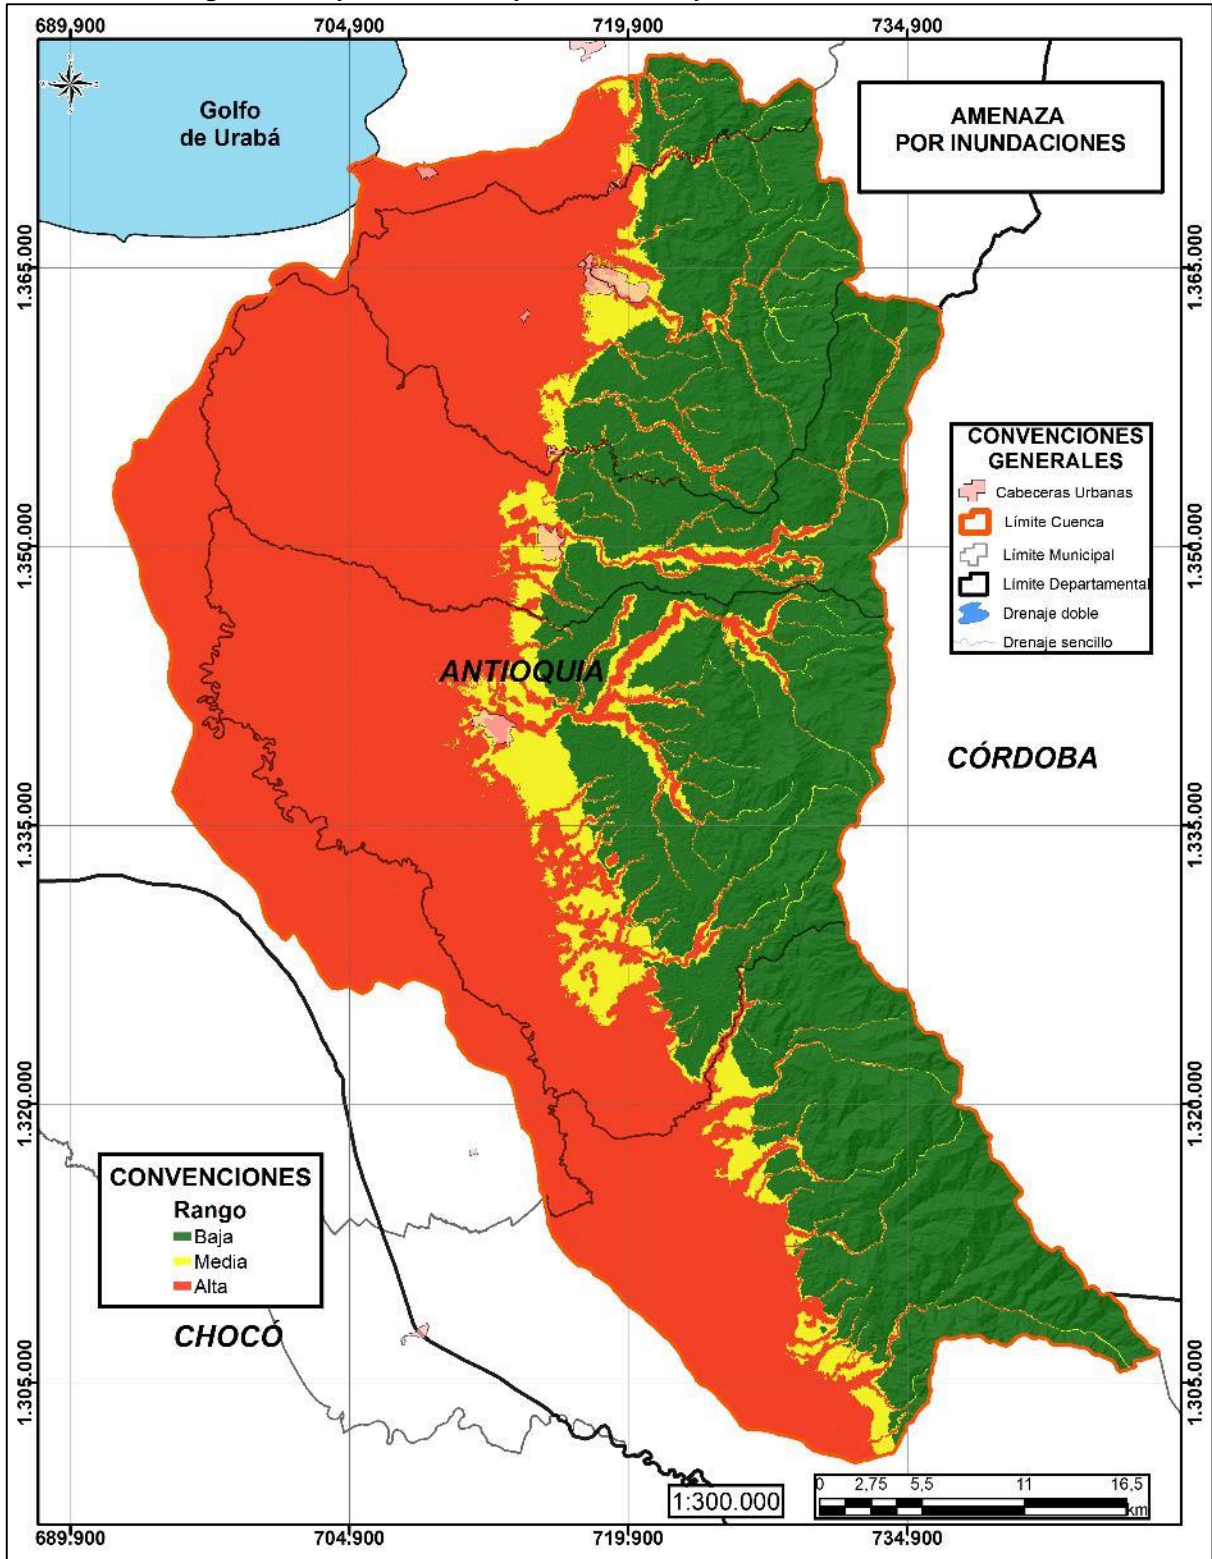 689,900 704,900 719,900 734,900
Golfo
de Urabá
AMENAZA
POR INUNDACIONES
1.365.000 1.365.000
CONVENCIONES
GENERALES
Cabeceras Urbanas
Límite Cuenca
Límite Municipal
Límite Departamental
Drenaje doble
Drenaje sencillo
1.350.000 1.350.000
ANTIOQUIA
CÓRDOBA
1.335.000 1.335.000
1.320.000 1.320.000
CONVENCIONES
Rango
Baja
Media
Alta
CHOCÓ
1.305.000 1.305.000
1:300.000
0 2,75 5,5 11 16,5
km
689,900 704,900 719,900 734,900